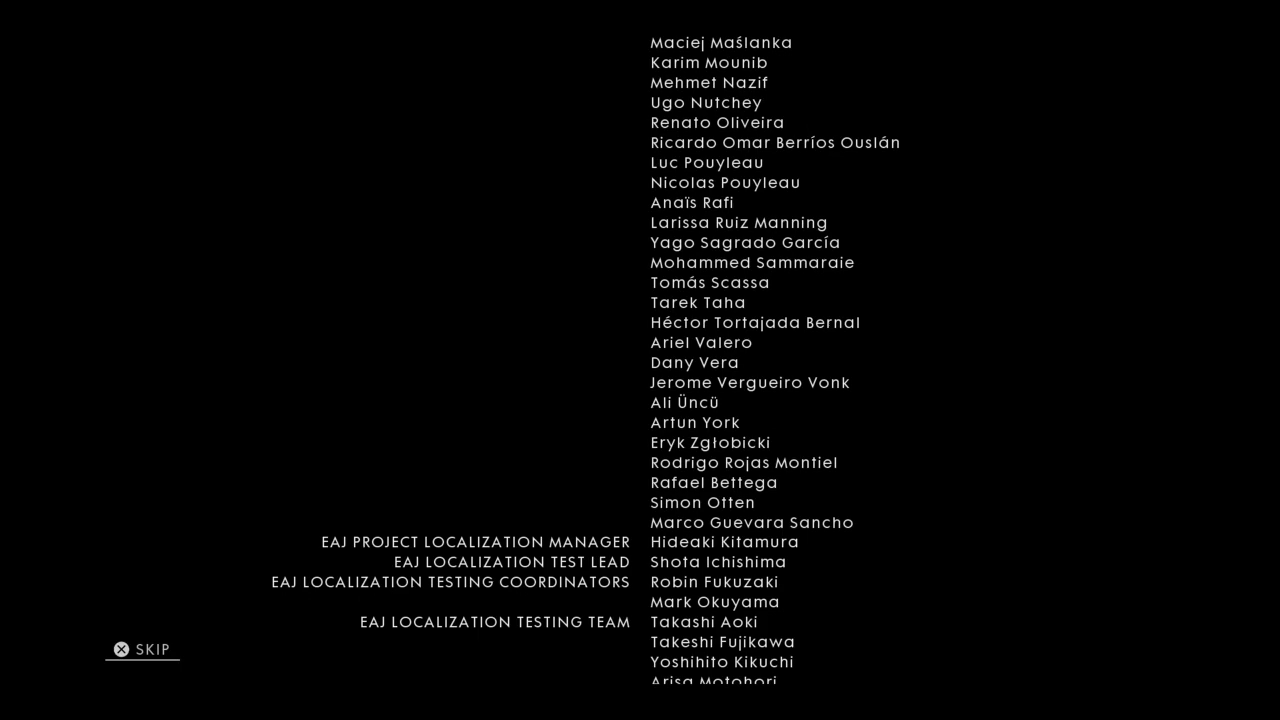 Maciej Maślanka
Karim Mounib
Mehmet Nazif
Ugo Nutchey
Renato Oliveira
Ricardo Omar Berríos Ouslán
Luc Pouyleau
Nicolas Pouyleau
Anaïs Rafi
Larissa Ruiz Manning
Yago Sagrado García
Mohammed Sammaraie
Tomás Scassa
Tarek Taha
Héctor Tortajada Bernal
Ariel Valero
Dany Vera
Jerome Vergueiro Vonk
Ali Üncü
Artun York
Eryk Zgłobicki
Rodrigo Rojas Montiel
Rafael Bettega
Simon Otten
Marco Guevara Sancho
EAJ PROJECT LOCALIZATION MANAGER Hideaki Kitamura
EAJ LOCALIZATION TEST LEAD Shota Ichishima
EAJ LOCALIZATION TESTING COORDINATORS Robin Fukuzaki
Mark Okuyama
EAJ LOCALIZATION TESTING TEAM Takashi Aoki
Takeshi Fujikawa
SKIP
Yoshihito Kikuchi
Arisa Motohori